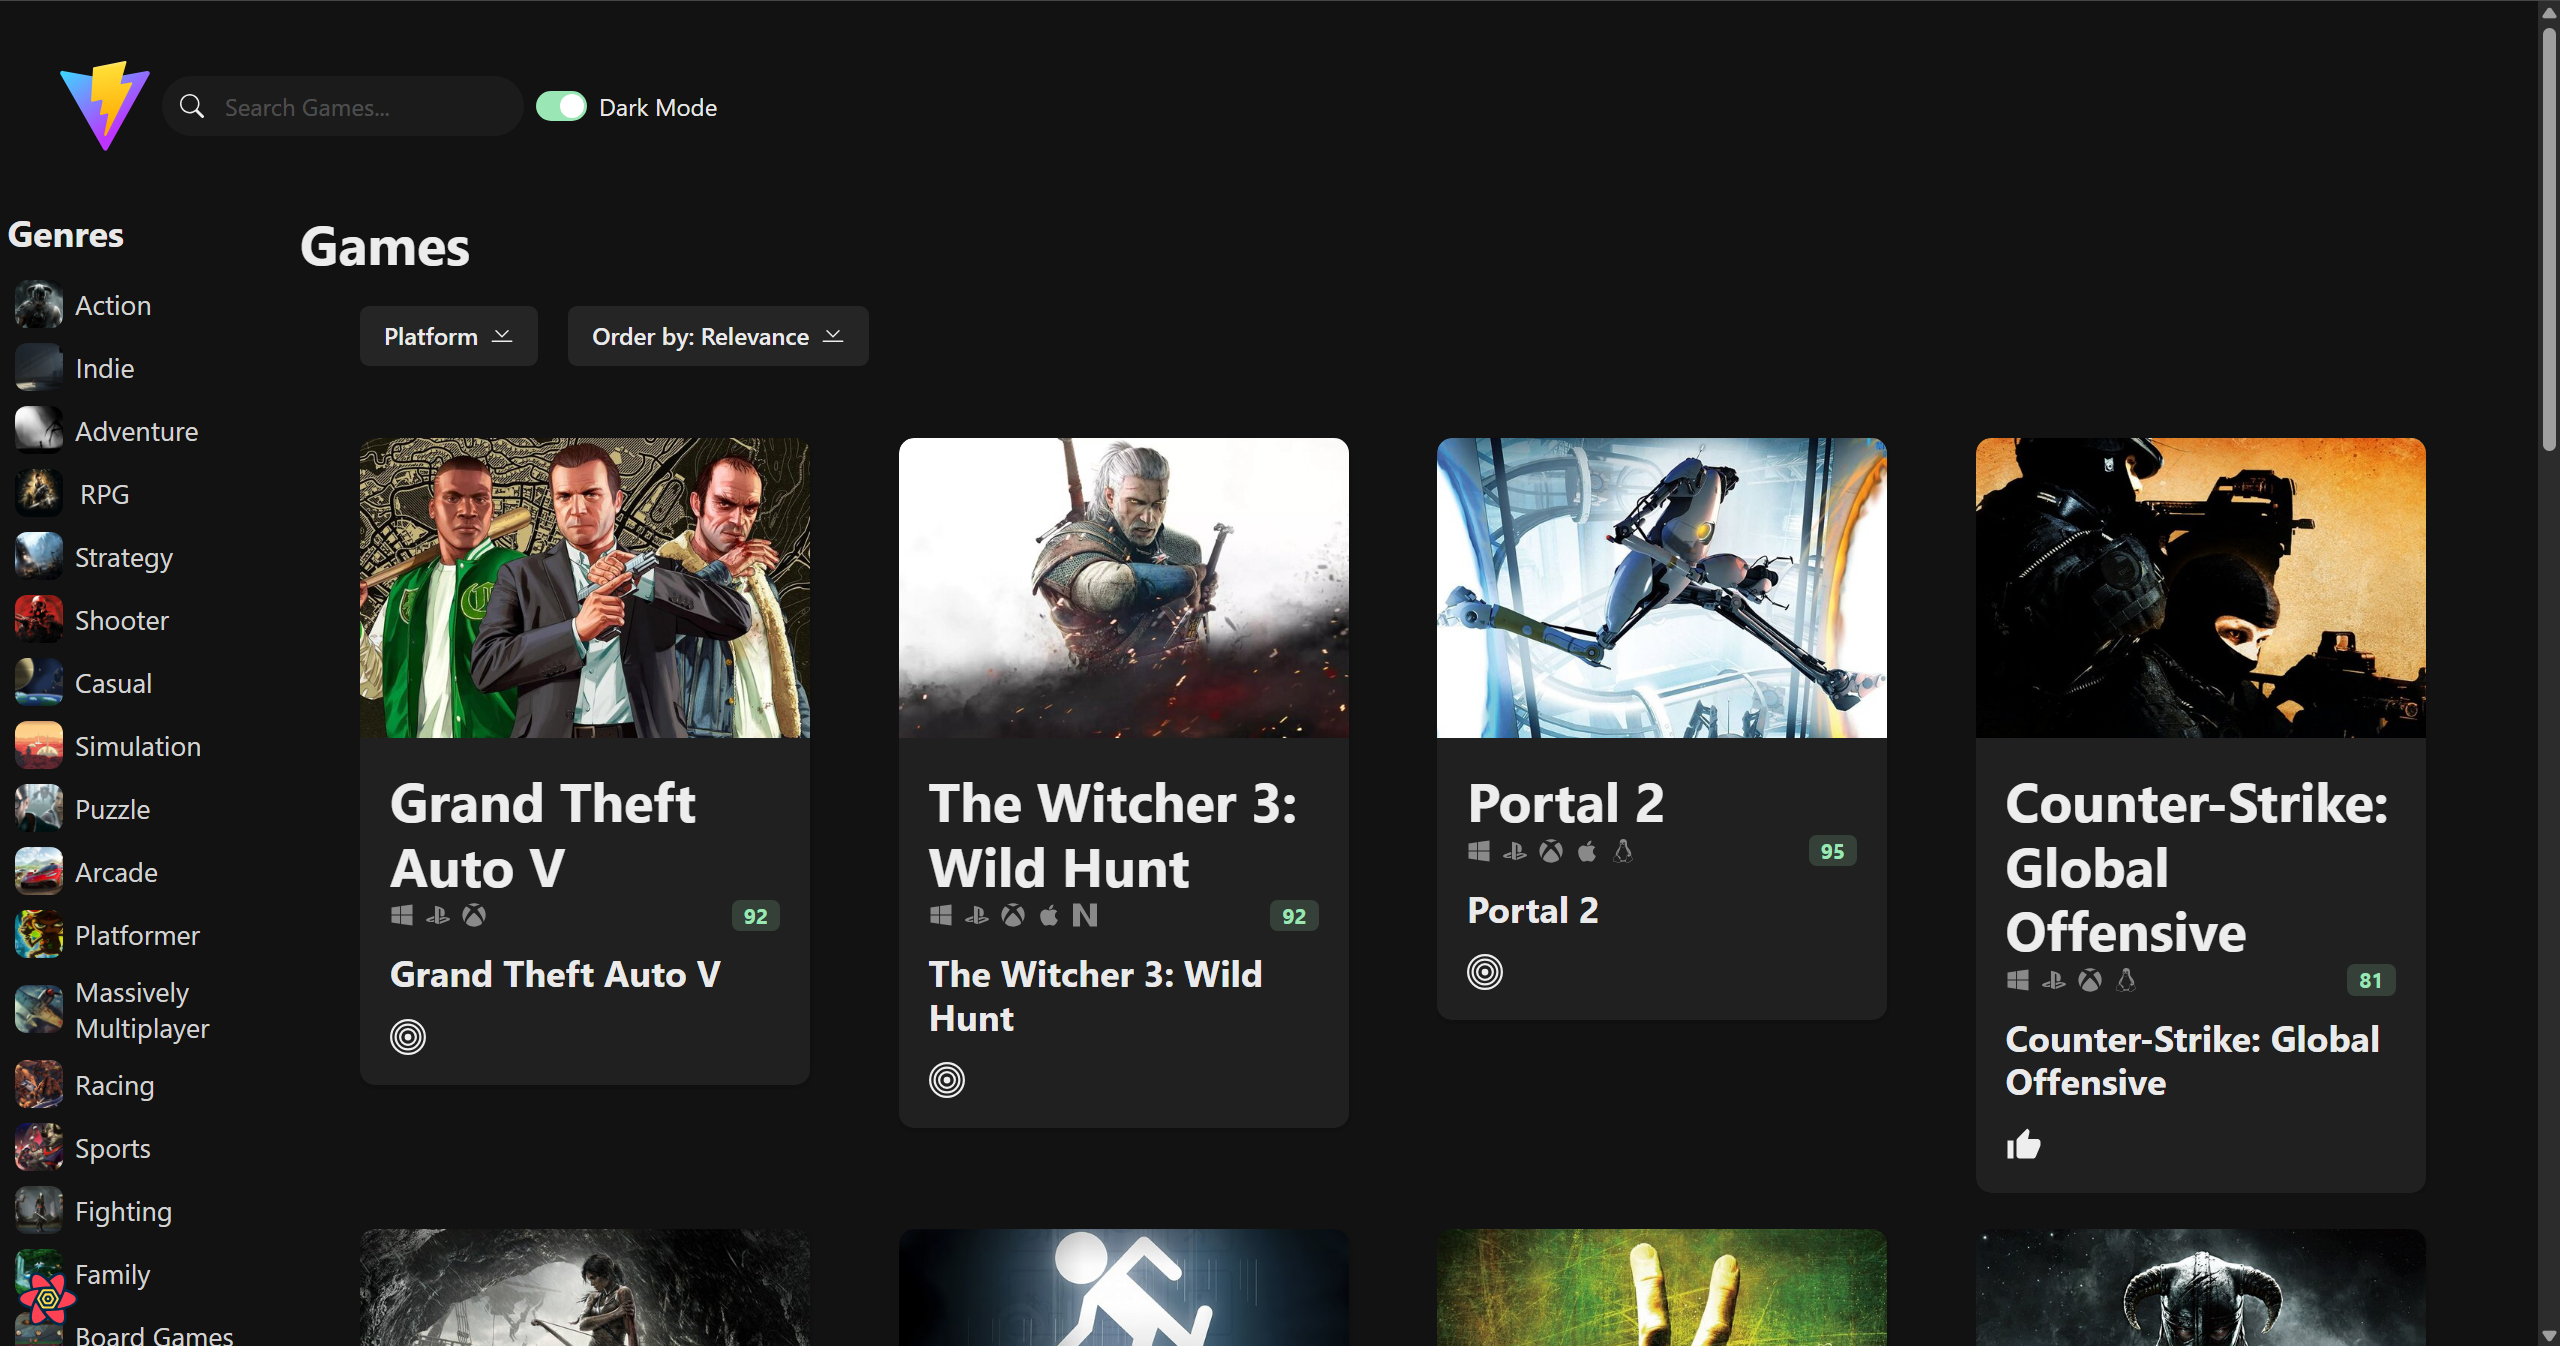 Search Games...
Dark Mode
Genres
Action
Indie
Adventure
RPG
Strategy
Shooter
Casual
Simulation
Puzzle
Arcade
Platformer
Massively
Multiplayer
Racing
Sports
Fighting
Family
Board Games
Games
Platform
Order by: Relevance
Grand Theft
Auto V
92
Grand Theft Auto V
The Witcher 3:
Wild Hunt
92
The Witcher 3: Wild
Hunt
Portal 2
95
Portal 2
Counter-Strike:
Global
Offensive
81
Counter-Strike: Global
Offensive